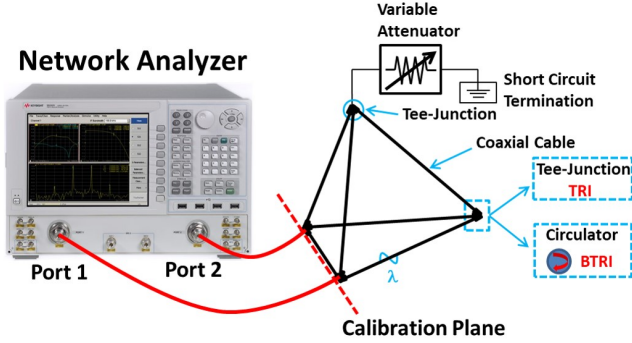 Variable
Attenuator
Network Analyzer
Short Circuit
Termination
Tee-Junction
Coaxial Cable
Tee-Junction
TRI
Circulator
BTRI
Port 1
Port 2
λ
Calibration Plane